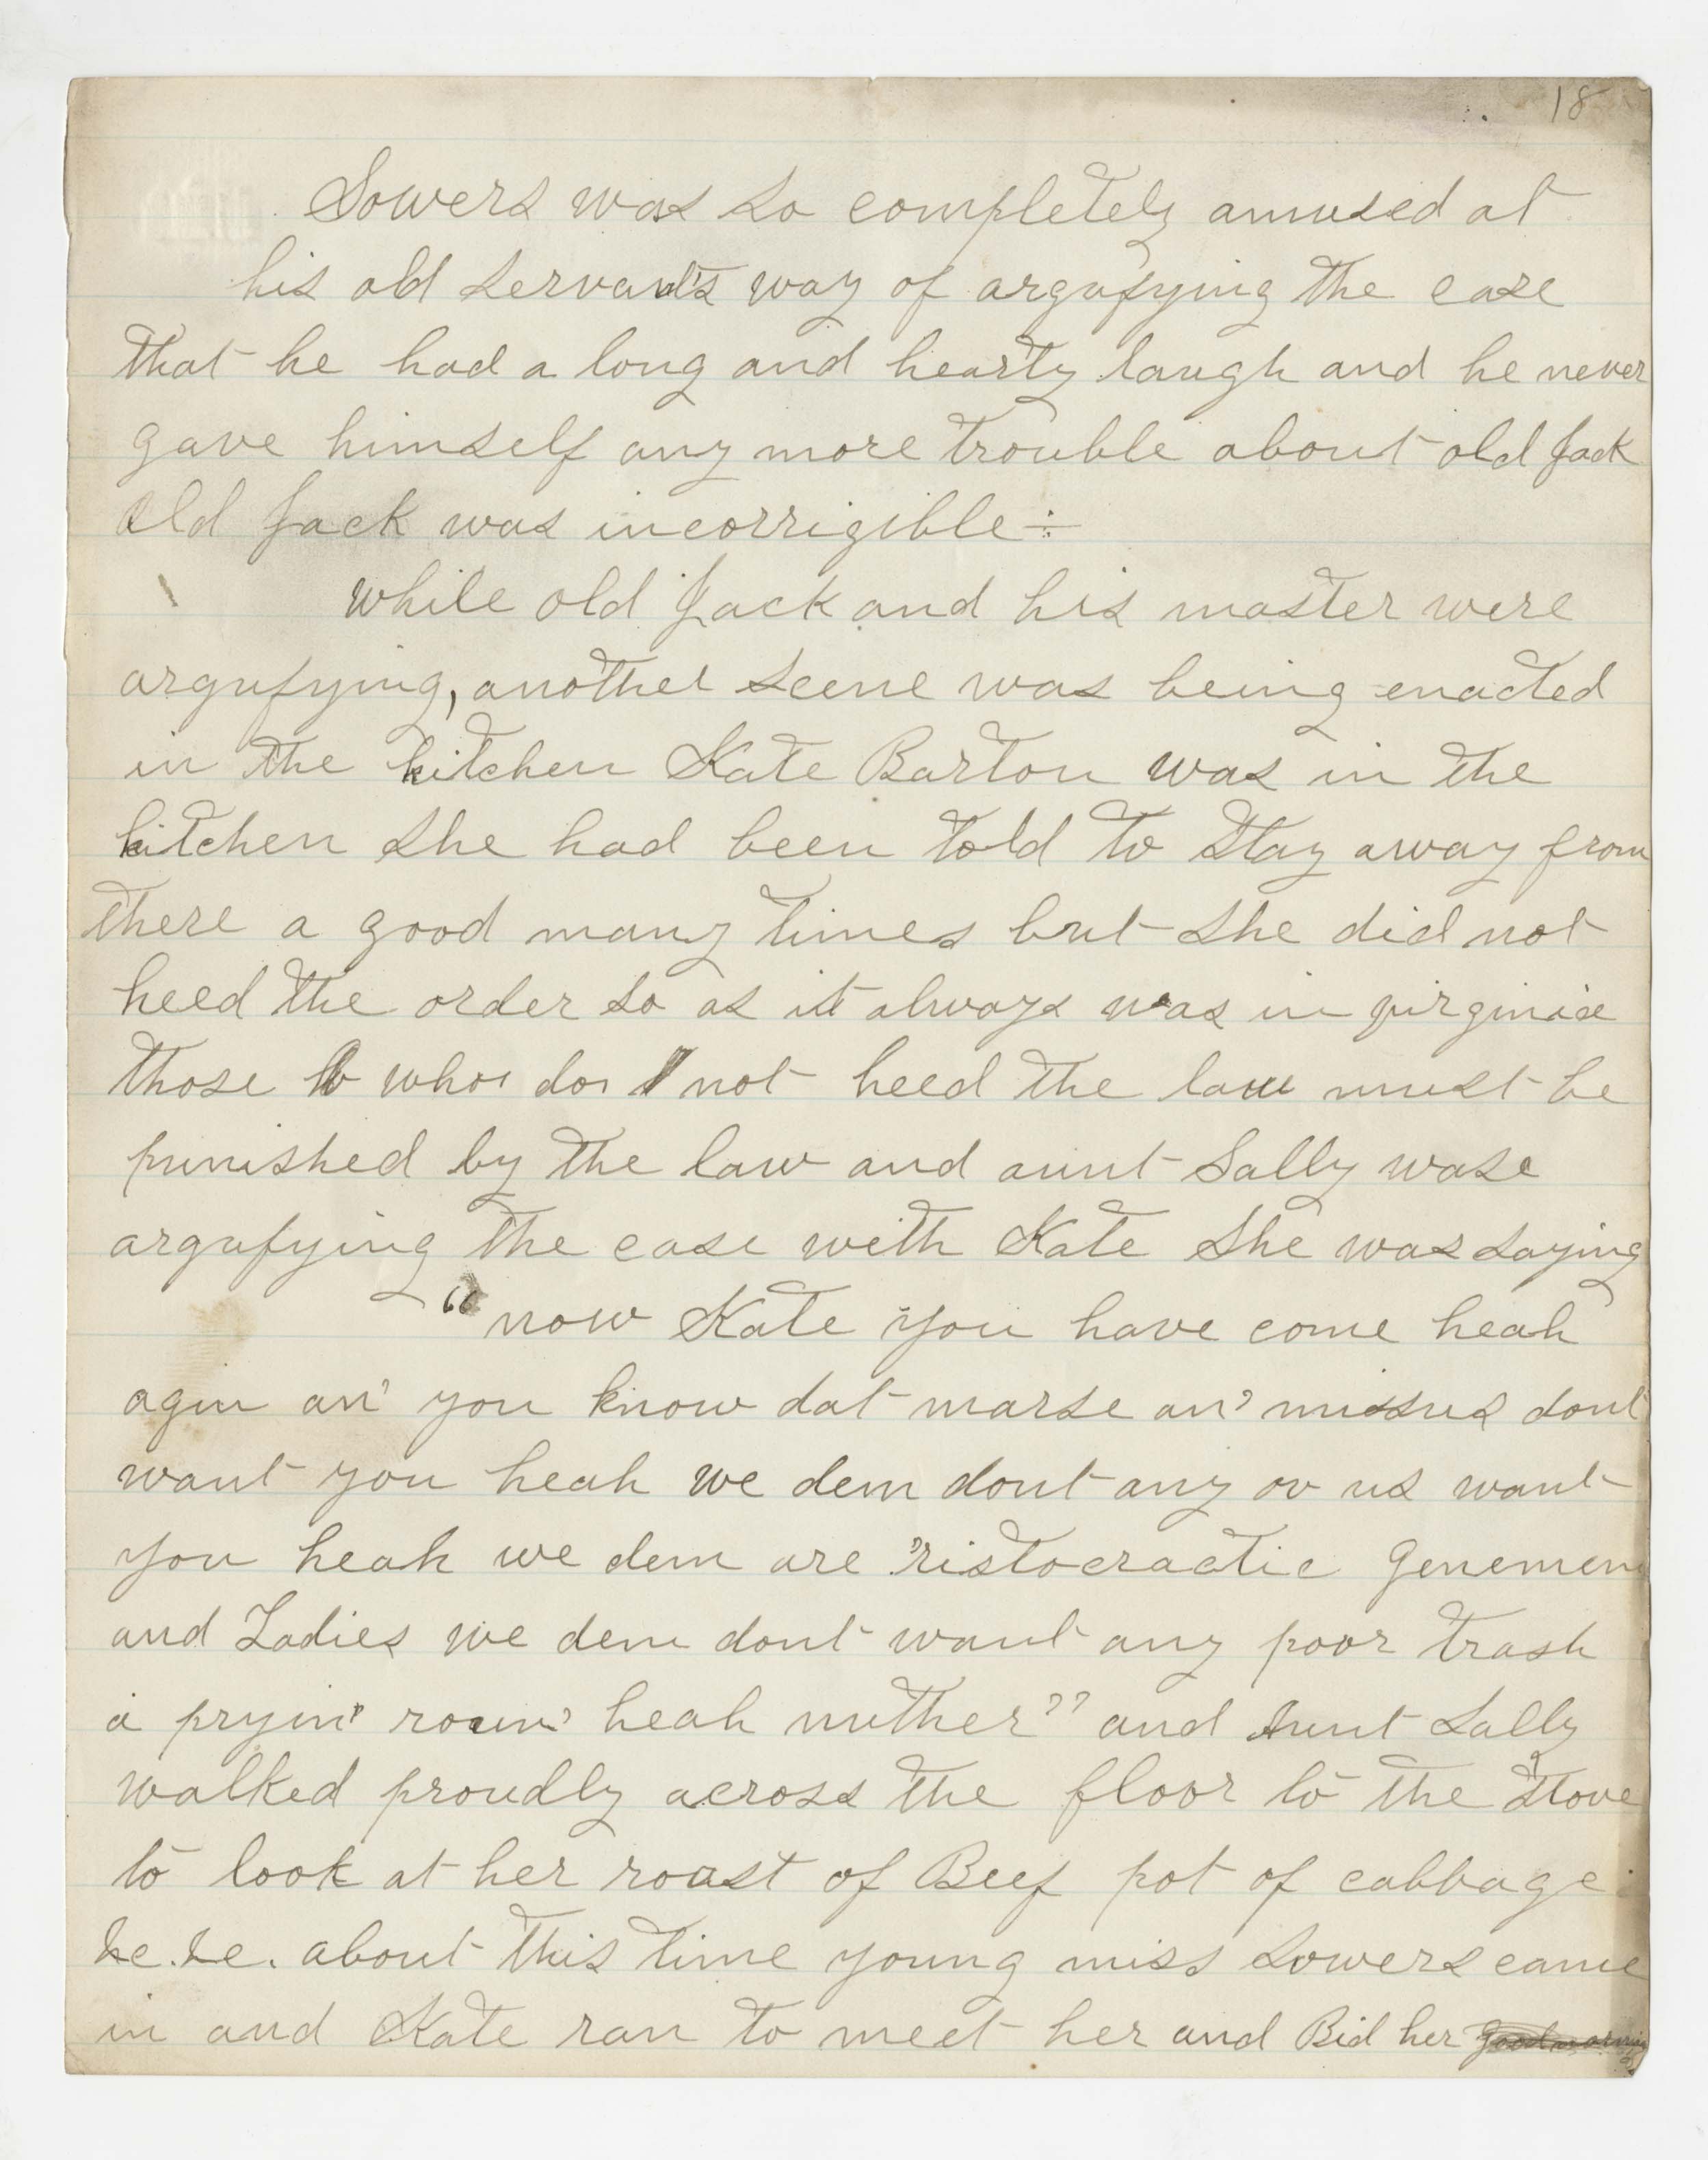 18
Sowers was so completely amused at
his old servant's way of argufying the case
that he had a long and hearty laugh and he never
gave himself any more trouble about old Jack
old Jack was incorrigible÷
while old Jack and his master were
argufying, another scene was being enacted
in the kitchen Kate Barton was in the
kitchen she had been told to stay away from
there a good many times but she did not
heed the order so as it always was in virginia
those who do not heed the law must be
punished by the law and aunt Sally wase
argufying the case with Kate She was saying
"now Kate you have come heah
agin an' you know dat marse an' missus dont
want you heah we dem dont any ov us want
you heah we dem are 'ristocractic Genemen
and Ladies we dem dont want any poor trash
a pryin' roun' heah nuther" and Aunt Sally
walked proudly across the floor to the stove
to look at her roast of Beef pot of cabbage
&c.&c. about this time young miss Sowers came
in and Kate ran to meet her and Bid her good morning